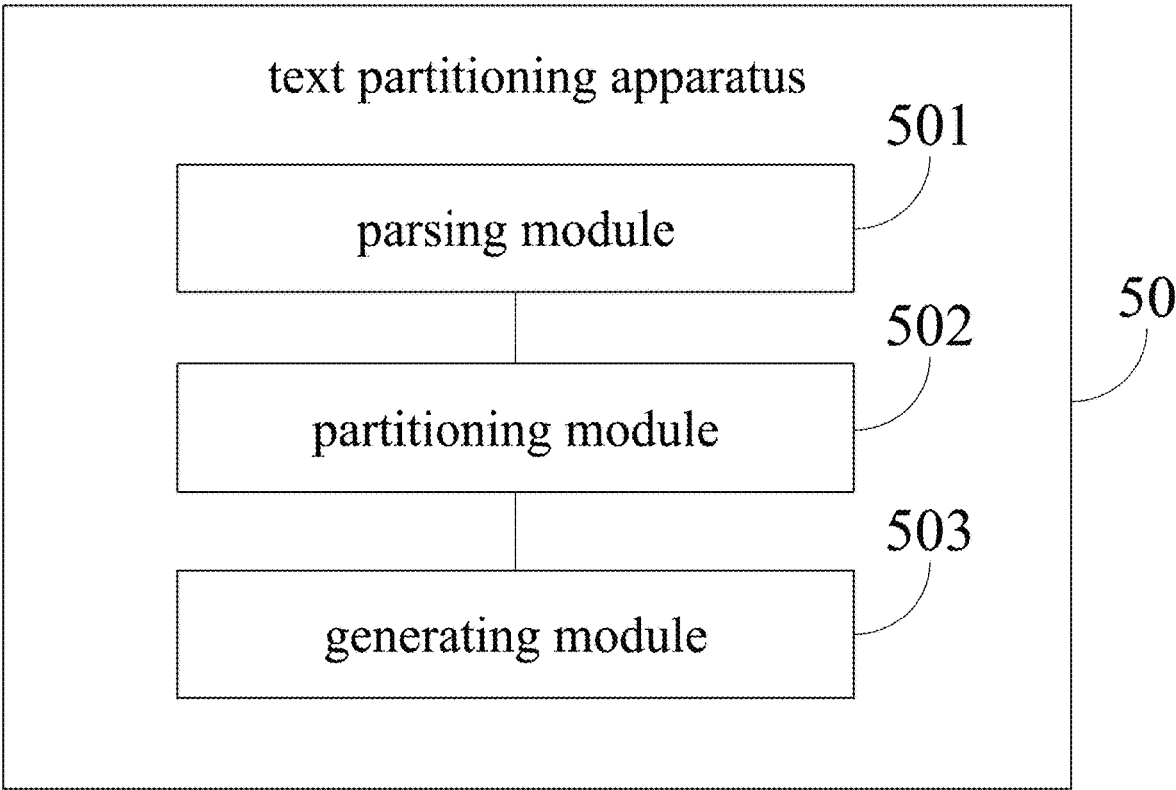 text partitioning apparatus
501
parsing module
50
502
partitioning module
503
generating module